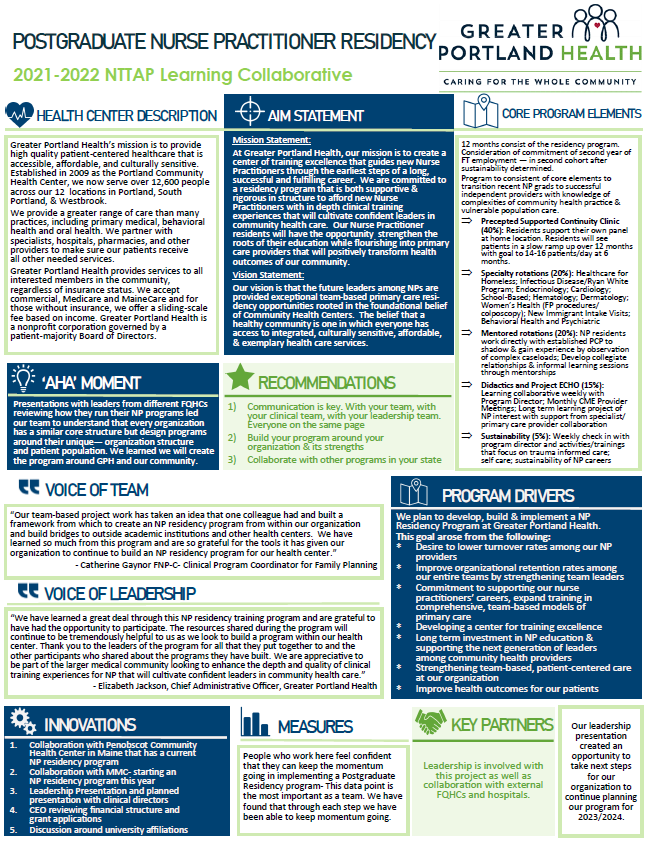 POSTGRADUATE NURSE PRACTITIONER RESIDENCY
2021-2022 NTTAP Learning Collaborative
GREATER
PORTLAND HEALTH
CARING FOR THE WHOLE COMMUNITY
HEALTH CENTER DESCRIPTION
Greater Portland Health's mission is to provide
high quality patient-centered healthcare that is
accessible, affordable, and culturally sensitive.
Established in 2009 as the Portland Community
Health Center, we now serve over 12,600 people
across our 12 locations in Portland, South
Portland, & Westbrook.
We provide a greater range of care than many
practices, including primary medical, behavioral
health and oral health. We partner with
specialists, hospitals, pharmacies, and other
providers to make sure our patients receive
all other needed services.
Greater Portland Health provides services to all
interested members in the community,
regardless of insurance status. We accept
commercial, Medicare and MaineCare and for
those without insurance, we offer a sliding-scale
fee based on income. Greater Portland Health is
a nonprofit corporation governed by a
patient-majority Board of Directors.
AIM STATEMENT
Mission Statement:
At Greater Portland Health, our mission is to create a
center of training excellence that guides new Nurse
Practitioners through the earliest steps of a long,
successful and fulfilling career. We are committed to
a residency program that is both supportive &
rigorous in structure to afford new Nurse
Practitioners with in depth clinical training
experiences that will cultivate confident leaders in
community health care. Our Nurse Practitioner
residents will have the opportunity strengthen the
roots of their education while flourishing into primary
care providers that will positively transform health
outcomes of our community.
Vision Statement:
Our vision is that the future leaders among NPs are
provided exceptional team-based primary care resi-
dency opportunities rooted in the foundational belief
of Community Health Centers. The belief that a
healthy community is one in which everyone has
access to integrated, culturally sensitive, affordable,
& exemplary health care services.
CORE PROGRAM ELEMENTS
12 months consist of the residency program.
Consideration of commitment of second year of
FT employment — in second cohort after
sustainability determined.
Program to consistent of core elements to
transition recent NP grads to successful
independent providers with knowledge of
complexities of community health practice &
vulnerable population care.
⇒ Precepted Supported Continuity Clinic
(40%): Residents support their own panel
at home location. Residents will see
patients in a slow ramp up over 12 months
with goal to 14-16 patients/day at 6
months.
⇒ Specialty rotations (20%): Healthcare for
Homeless; Infectious Disease/Ryan White
Program; Endocrinology; Cardiology;
School-Based; Hematology; Dermatology;
Women's Health (FP procedures/
colposcopy); New Immigrant Intake Visits;
Behavioral Health and Psychiatric
⇒ Mentored rotations (20%): NP residents
work directly with established PCP to
shadow & gain experience by observation
of complex caseloads; Develop collegiate
relationships & informal learning sessions
through mentorships
⇒ Didactics and Project ECHO (15%):
Learning collaborative weekly with
Program Director; Monthly CME Provider
Meetings; Long term learning project of
NP interest with support from specialist/
primary care provider collaboration
⇒ Sustainability (5%): Weekly check in with
program director and activities/trainings
that focus on trauma informed care;
self care; sustainability of NP careers
'AHA' MOMENT
Presentations with leaders from different FQHCs
reviewing how they run their NP programs led
our team to understand that every organization
has a similar core structure but design programs
around their unique— organization structure
and patient population. We learned we will create
the program around GPH and our community.
RECOMMENDATIONS
1) Communication is key. With your team, with
your clinical team, with your leadership team.
Everyone on the same page
2) Build your program around your
organization & its strengths
3) Collaborate with other programs in your state
VOICE OF TEAM
"Our team-based project work has taken an idea that one colleague had and built a
framework from which to create an NP residency program from within our organization
and build bridges to outside academic institutions and other health centers. We have
learned so much from this program and are so grateful for the tools it has given our
organization to continue to build an NP residency program for our health center."
- Catherine Gaynor FNP-C- Clinical Program Coordinator for Family Planning
VOICE OF LEADERSHIP
"We have learned a great deal through this NP residency training program and are grateful to
have had the opportunity to participate. The resources shared during the program will
continue to be tremendously helpful to us as we look to build a program within our health
center. Thank you to the leaders of the program for all that they put together to and the
other participants who shared about the programs they have built. We are appreciative to
be part of the larger medical community looking to enhance the depth and quality of clinical
training experiences for NP that will cultivate confident leaders in community health care."
- Elizabeth Jackson, Chief Administrative Officer, Greater Portland Health
PROGRAM DRIVERS
We plan to develop, build & implement a NP
Residency Program at Greater Portland Health.
This goal arose from the following:
* Desire to lower turnover rates among our NP
providers
* Improve organizational retention rates among
our entire teams by strengthening team leaders
* Commitment to supporting our nurse
practitioners' careers, expand training in
comprehensive, team-based models of
primary care
* Developing a center for training excellence
* Long term investment in NP education &
supporting the next generation of leaders
among community health providers
* Strengthening team-based, patient-centered care
at our organization
* Improve health outcomes for our patients
INNOVATIONS
1. Collaboration with Penobscot Community
Health Center in Maine that has a current
NP residency program
2. Collaboration with MMC- starting an
NP residency program this year
3. Leadership Presentation and planned
presentation with clinical directors
4. CEO reviewing financial structure and
grant applications
5. Discussion around university affiliations
MEASURES
People who work here feel confident
that they can keep the momentum
going in implementing a Postgraduate
Residency program- This data point is
the most important as a team. We have
found that through each step we have
been able to keep momentum going.
KEY PARTNERS
Leadership is involved with
this project as well as
collaboration with external
FQHCs and hospitals.
Our leadership
presentation
created an
opportunity to
take next steps
for our
organization to
continue planning
our program for
2023/2024.